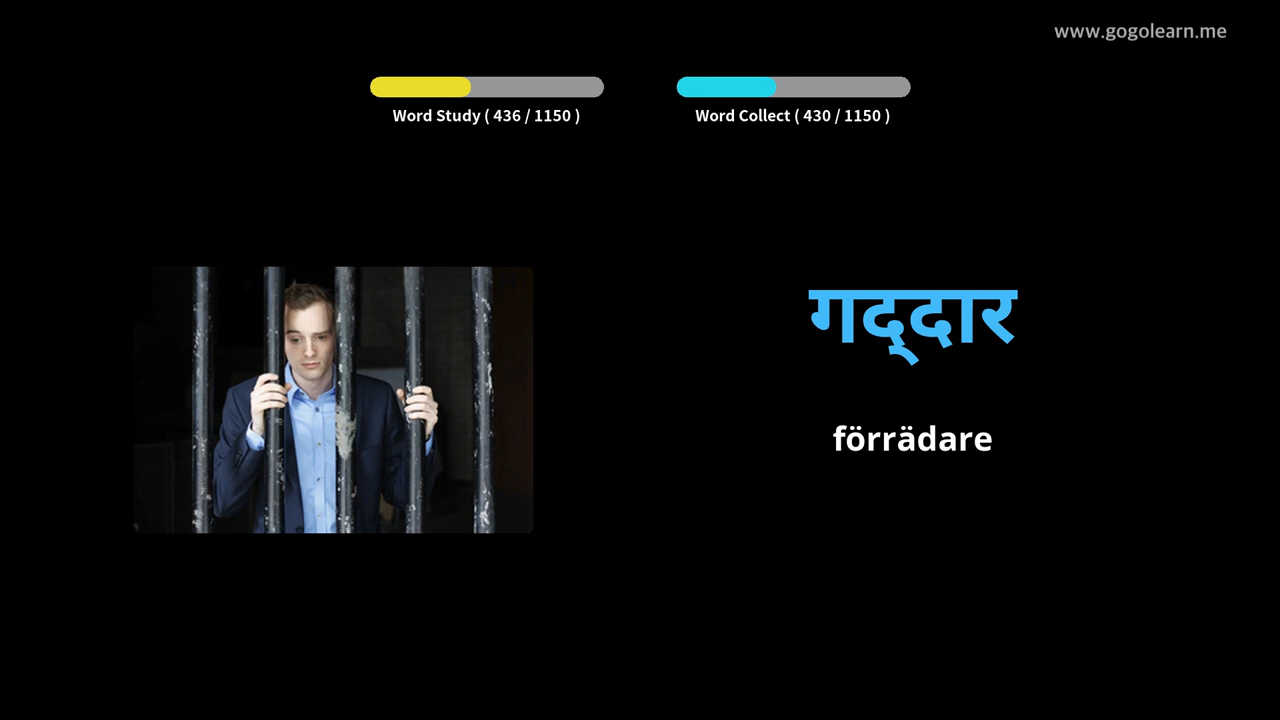 www.gogolearn.me
Word Study ( 436 / 1150 )
Word Collect ( 430 / 1150 )
गद्दार
förrädare